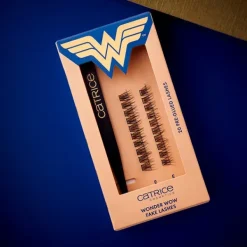 CATRICE
20 PRE-GLUED LASHES
CATRICE
WONDER WOW
FAKE LASHES